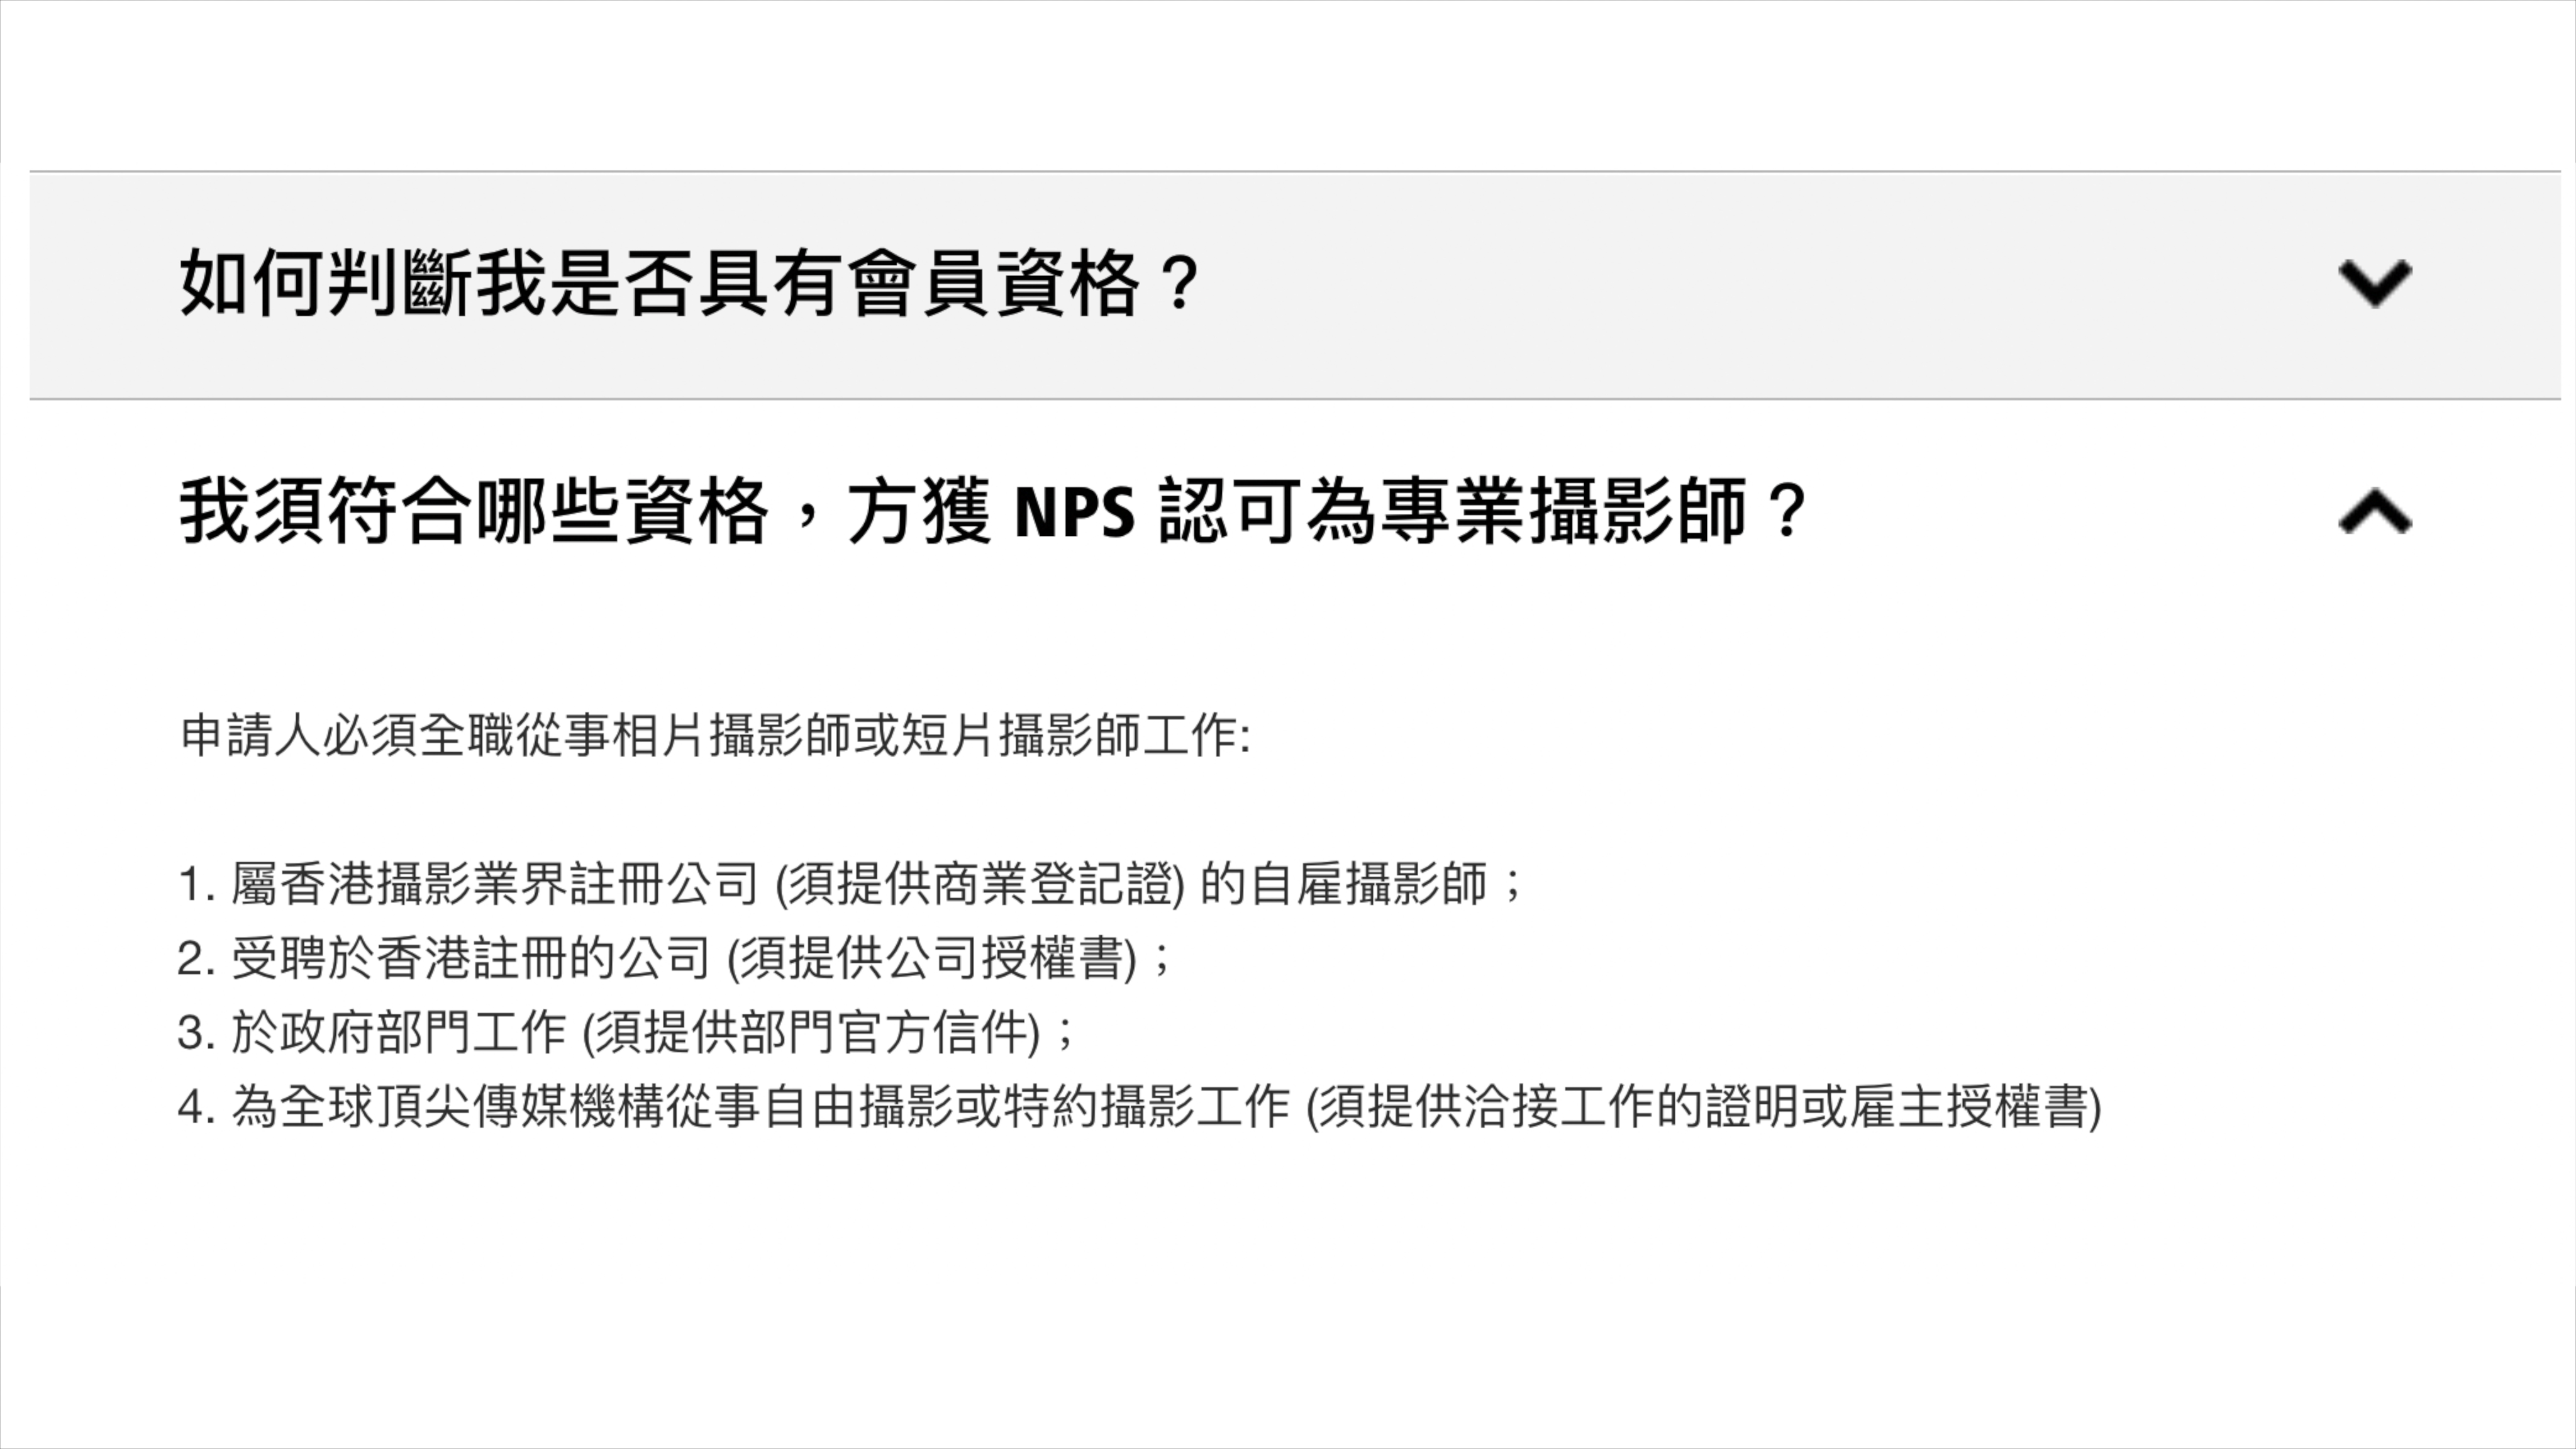 如何判斷我是否具有會員資格？
我須符合哪些資格，方獲 NPS 認可為專業攝影師？
申請人必須全職從事相片攝影師或短片攝影師工作:
1. 屬香港攝影業界註冊公司 (須提供商業登記證) 的自雇攝影師；
2. 受聘於香港註冊的公司 (須提供公司授權書)；
3. 於政府部門工作 (須提供部門官方信件)；
4. 為全球頂尖傳媒機構從事自由攝影或特約攝影工作 (須提供洽接工作的證明或雇主授權書)